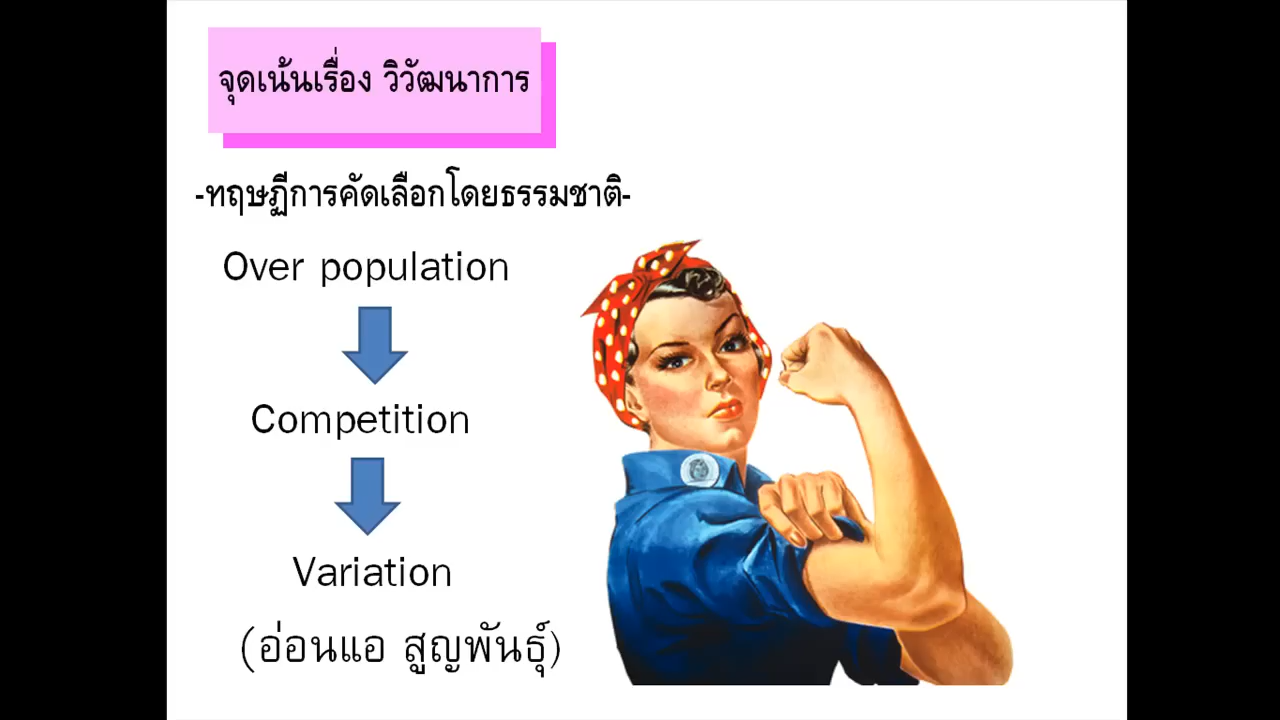 จุดเน้นเรื่อง วิวัฒนาการ
-ทฤษฏีการคัดเลือกโดยธรรมชาติ-
Over population
Competition
Variation
(อ่อนแอ สูญพันธุ์)